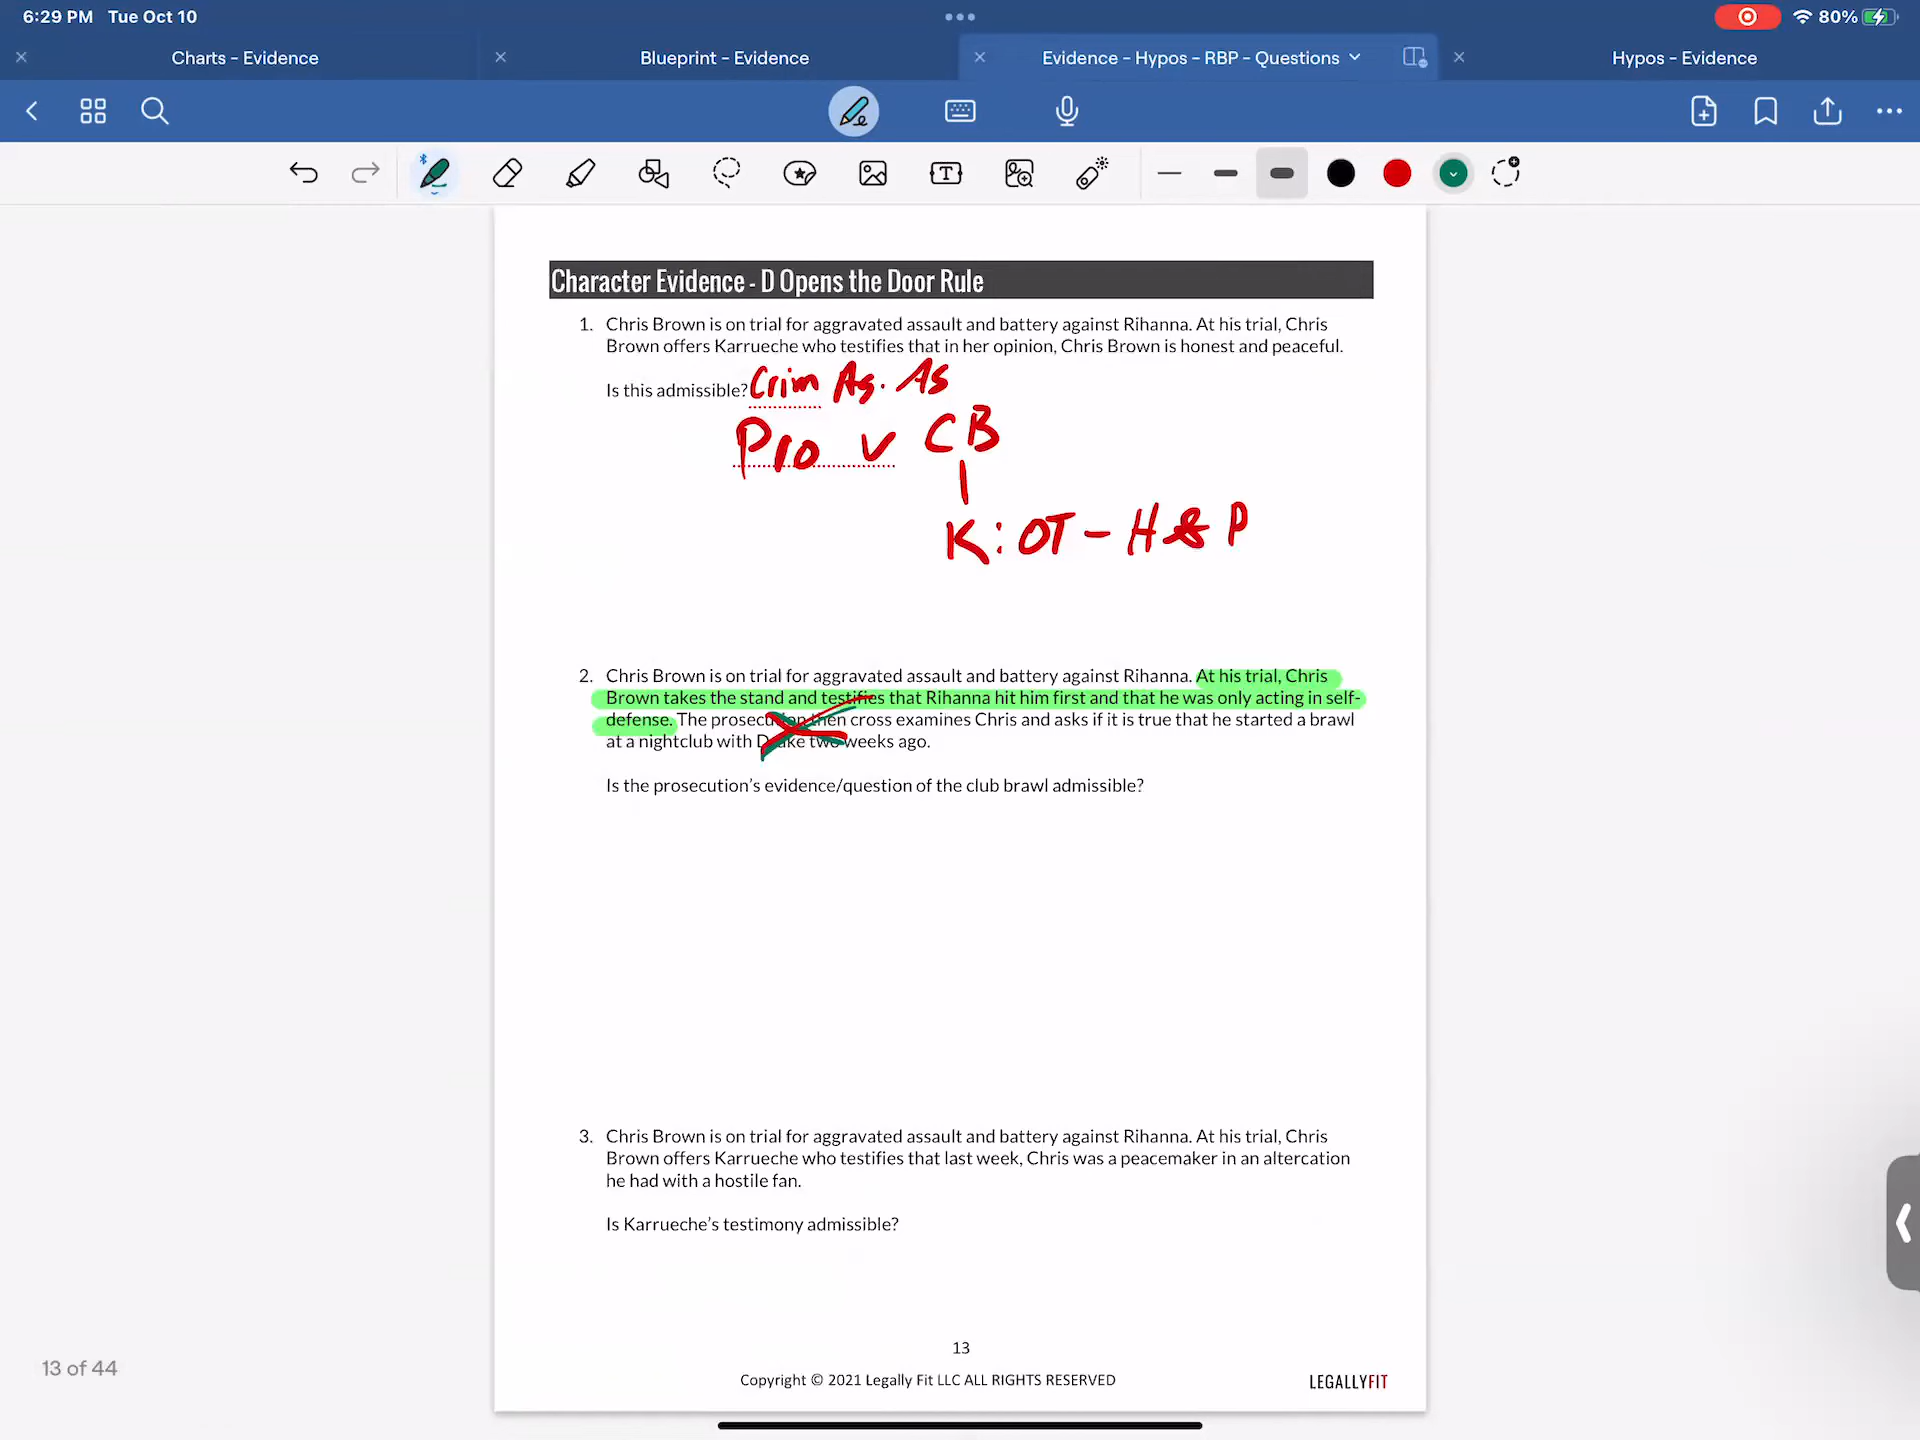 6:29 PM Tue Oct 10
80%
Charts - Evidence
Blueprint - Evidence
Evidence - Hypos - RBP - Questions
Hypos - Evidence
Character Evidence - D Opens the Door Rule
1. Chris Brown is on trial for aggravated assault and battery against Rihanna. At his trial, Chris
Brown offers Karrueche who testifies that in her opinion, Chris Brown is honest and peaceful.
Is this admissible? Crim Ag. As
Pro v CB
K: OT - H & P
2. Chris Brown is on trial for aggravated assault and battery against Rihanna. At his trial, Chris
Brown takes the stand and testifies that Rihanna hit him first and that he was only acting in self-
defense. The prosecution then cross examines Chris and asks if it is true that he started a brawl
at a nightclub with Drake two weeks ago.
Is the prosecution's evidence/question of the club brawl admissible?
3. Chris Brown is on trial for aggravated assault and battery against Rihanna. At his trial, Chris
Brown offers Karrueche who testifies that last week, Chris was a peacemaker in an altercation
he had with a hostile fan.
Is Karrueche's testimony admissible?
13
13 of 44
Copyright © 2021 Legally Fit LLC ALL RIGHTS RESERVED
LEGALLYFIT